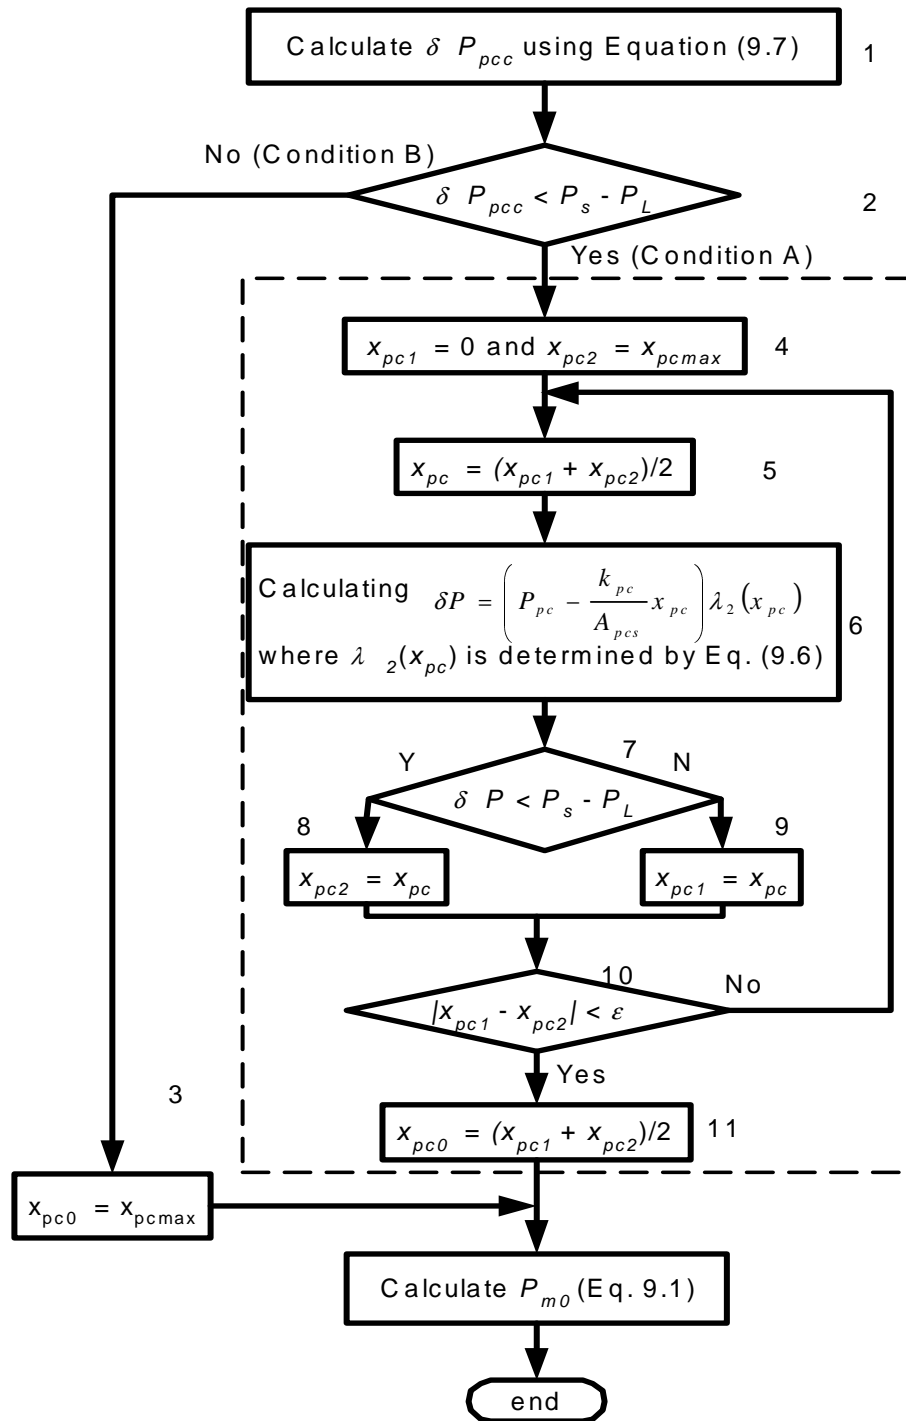 Calculate δ P_pcc using Equation (9.7)
1
No (Condition B)
δ P_pcc < P_s - P_L
2
Yes (Condition A)
x_pc1 = 0 and x_pc2 = x_pcmax
4
x_pc = (x_pc1 + x_pc2)/2
5
Calculating δP = (P_pc − (k_pc / A_pcs) x_pc) λ_2 (x_pc)
where λ _2(x_pc) is determined by Eq. (9.6)
6
7
Y
N
δ P < P_s - P_L
8
9
x_pc2 = x_pc
x_pc1 = x_pc
10
No
|x_pc1 - x_pc2| < ε
Yes
3
x_pc0 = (x_pc1 + x_pc2)/2
11
x_pc0 = x_pcmax
Calculate P_m0 (Eq. 9.1)
end